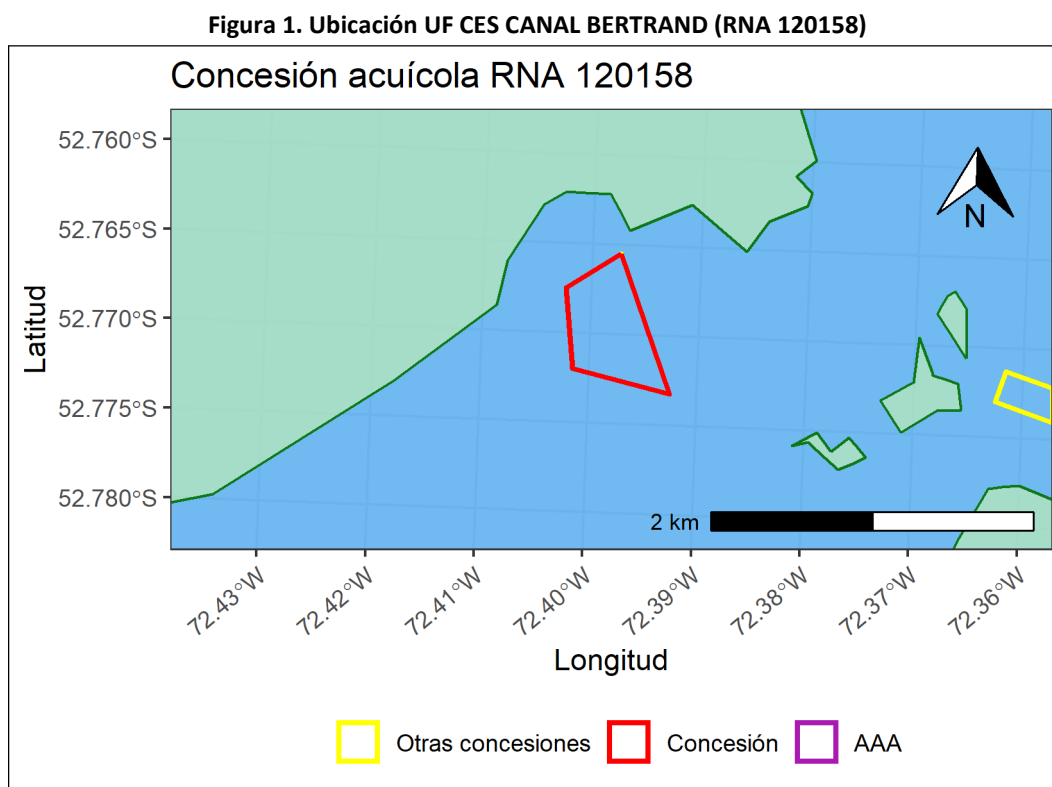 Figura 1. Ubicación UF CES CANAL BERTRAND (RNA 120158)
Concesión acuícola RNA 120158
52.760°S
52.765°S
52.770°S
52.775°S
52.780°S
Latitud
N
2 km
72.43°W
72.42°W
72.41°W
72.40°W
72.39°W
72.38°W
72.37°W
72.36°W
Longitud
Otras concesiones
Concesión
AAA